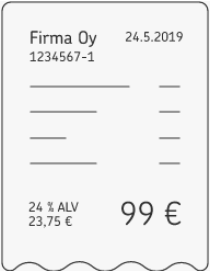 Firma Oy 24.5.2019
1234567-1
24 % ALV
23,75 € 99 €